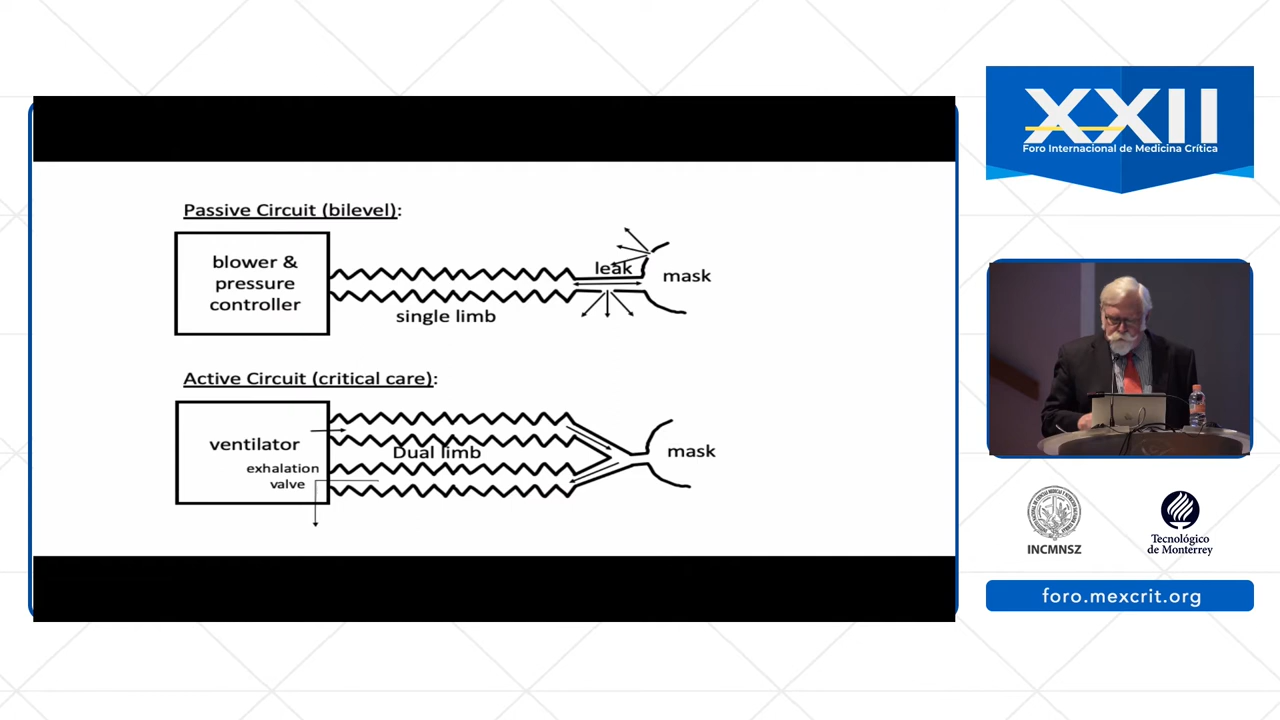 Passive Circuit (bilevel):
blower &
pressure
controller
leak
mask
single limb
Active Circuit (critical care):
ventilator
exhalation
valve
Dual limb
mask
XXII
Foro Internacional de Medicina Crítica
INCMNSZ
Tecnológico
de Monterrey
foro.mexcrit.org